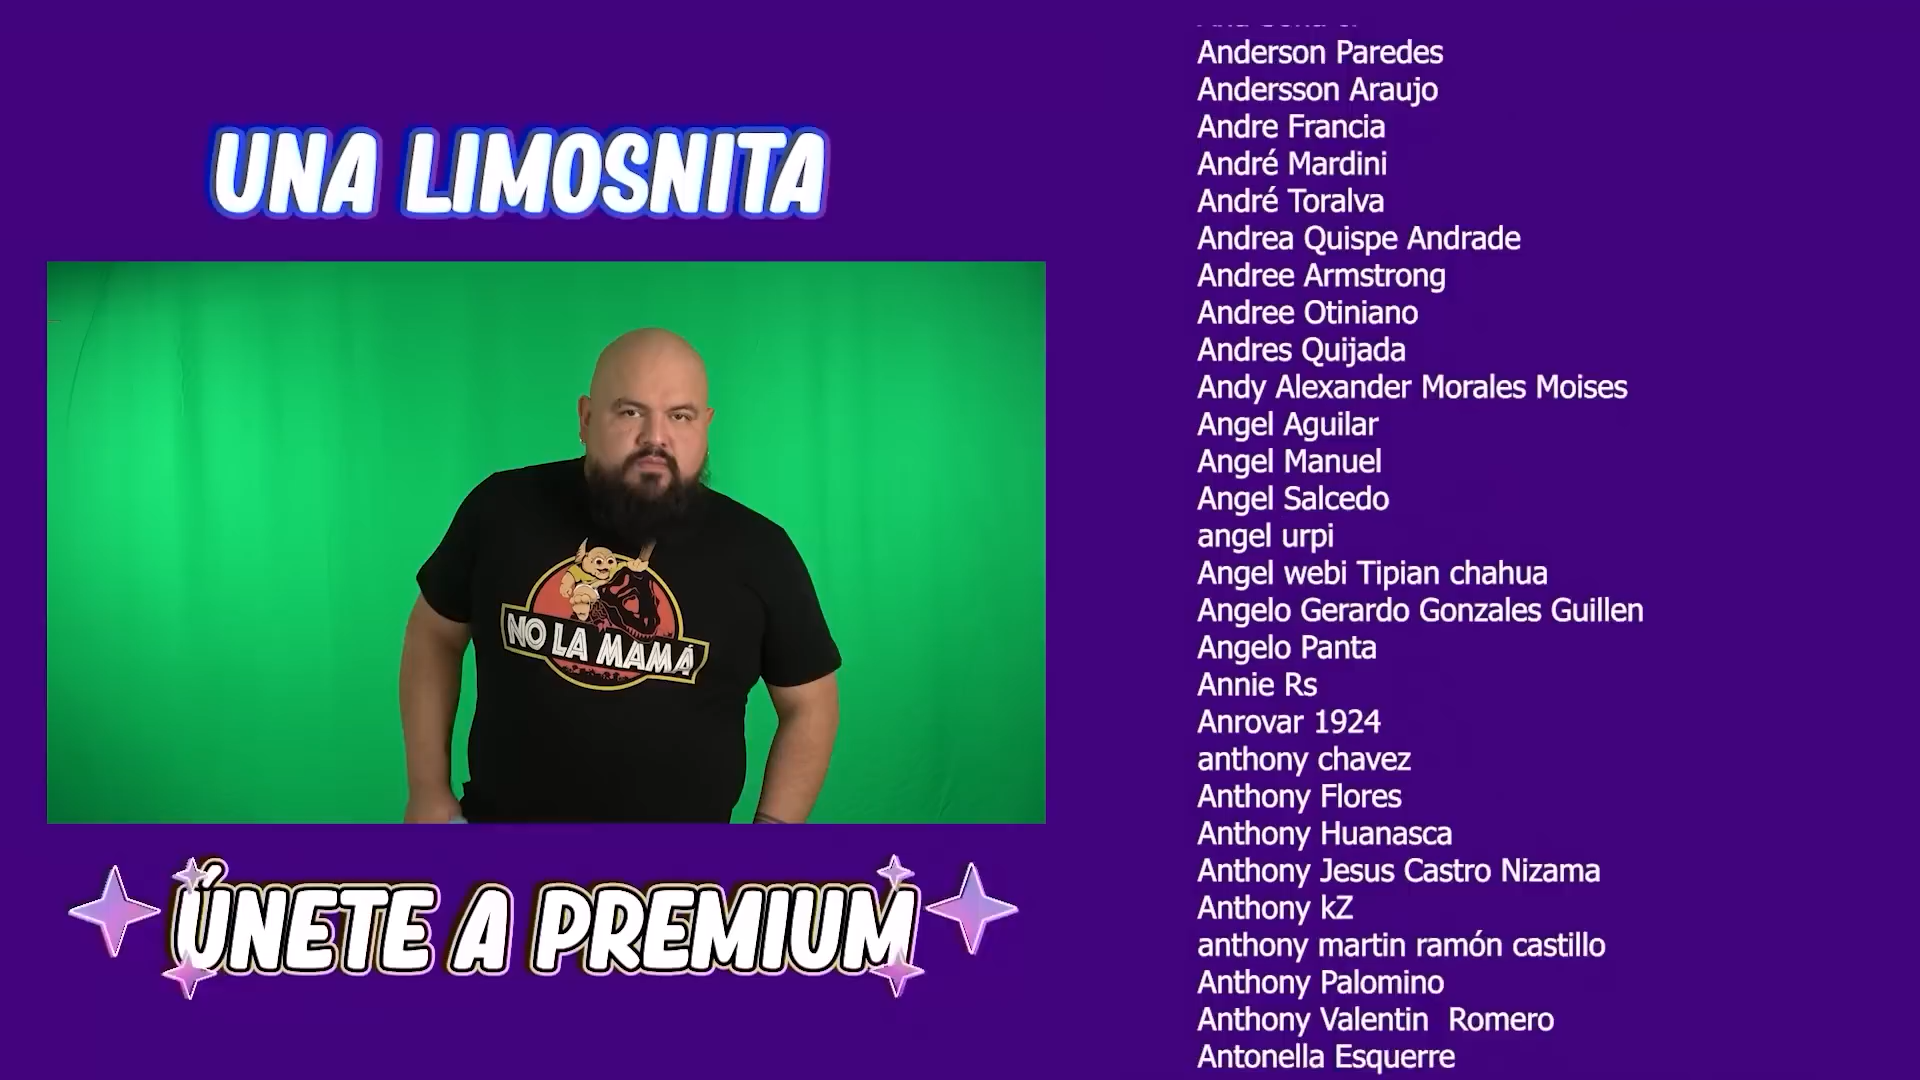 UNA LIMOSNITA
NO LA MAMÁ
ÚNETE A PREMIUM
Anderson Paredes
Andersson Araujo
Andre Francia
André Mardini
André Toralva
Andrea Quispe Andrade
Andree Armstrong
Andree Otiniano
Andres Quijada
Andy Alexander Morales Moises
Angel Aguilar
Angel Manuel
Angel Salcedo
angel urpi
Angel webi Tipian chahua
Angelo Gerardo Gonzales Guillen
Angelo Panta
Annie Rs
Anrovar 1924
anthony chavez
Anthony Flores
Anthony Huanasca
Anthony Jesus Castro Nizama
Anthony kZ
anthony martin ramón castillo
Anthony Palomino
Anthony Valentin  Romero
Antonella Esquerre